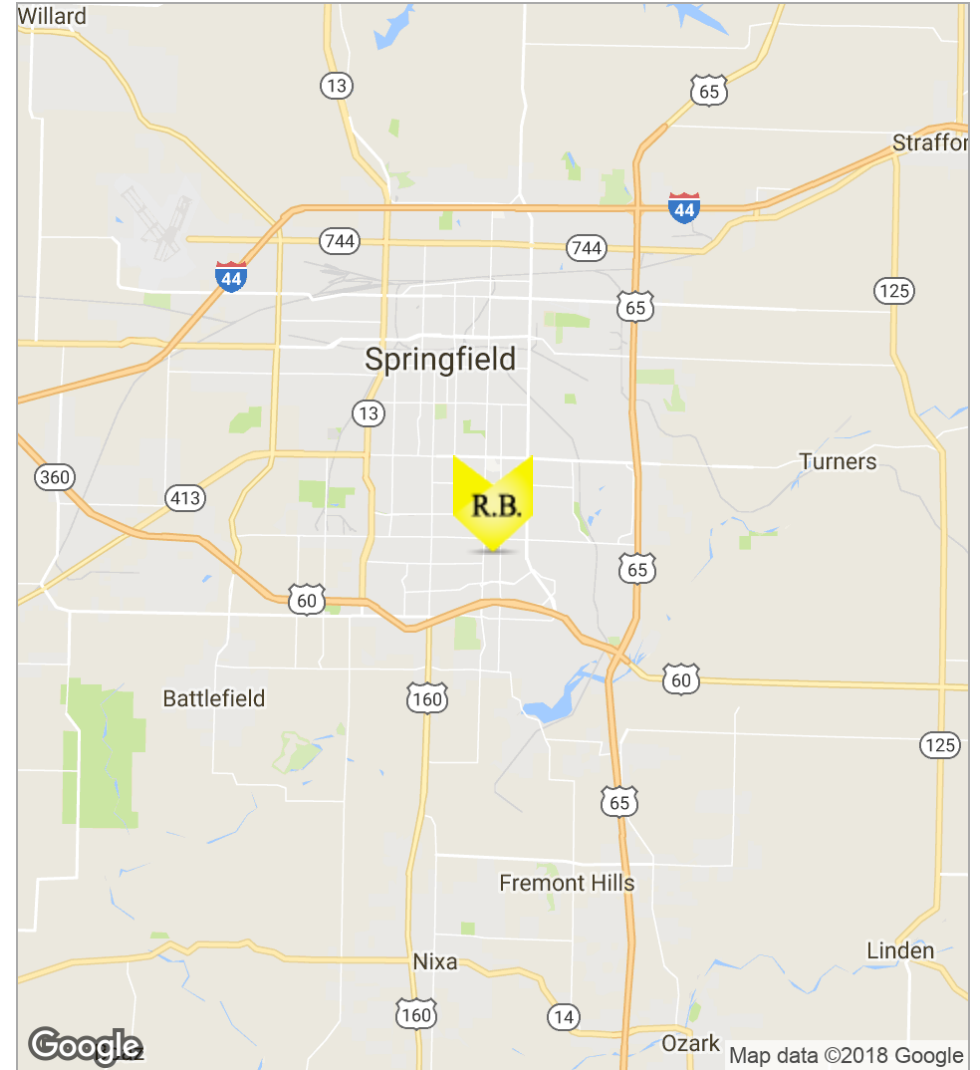 Willard
13
65
Straffor
44
744
744
44
125
65
Springfield
13
Turners
360
413
R.B.
65
60
60
Battlefield
160
125
65
Fremont Hills
Linden
Nixa
160
14
Ozark
Google
Map data ©2018 Google